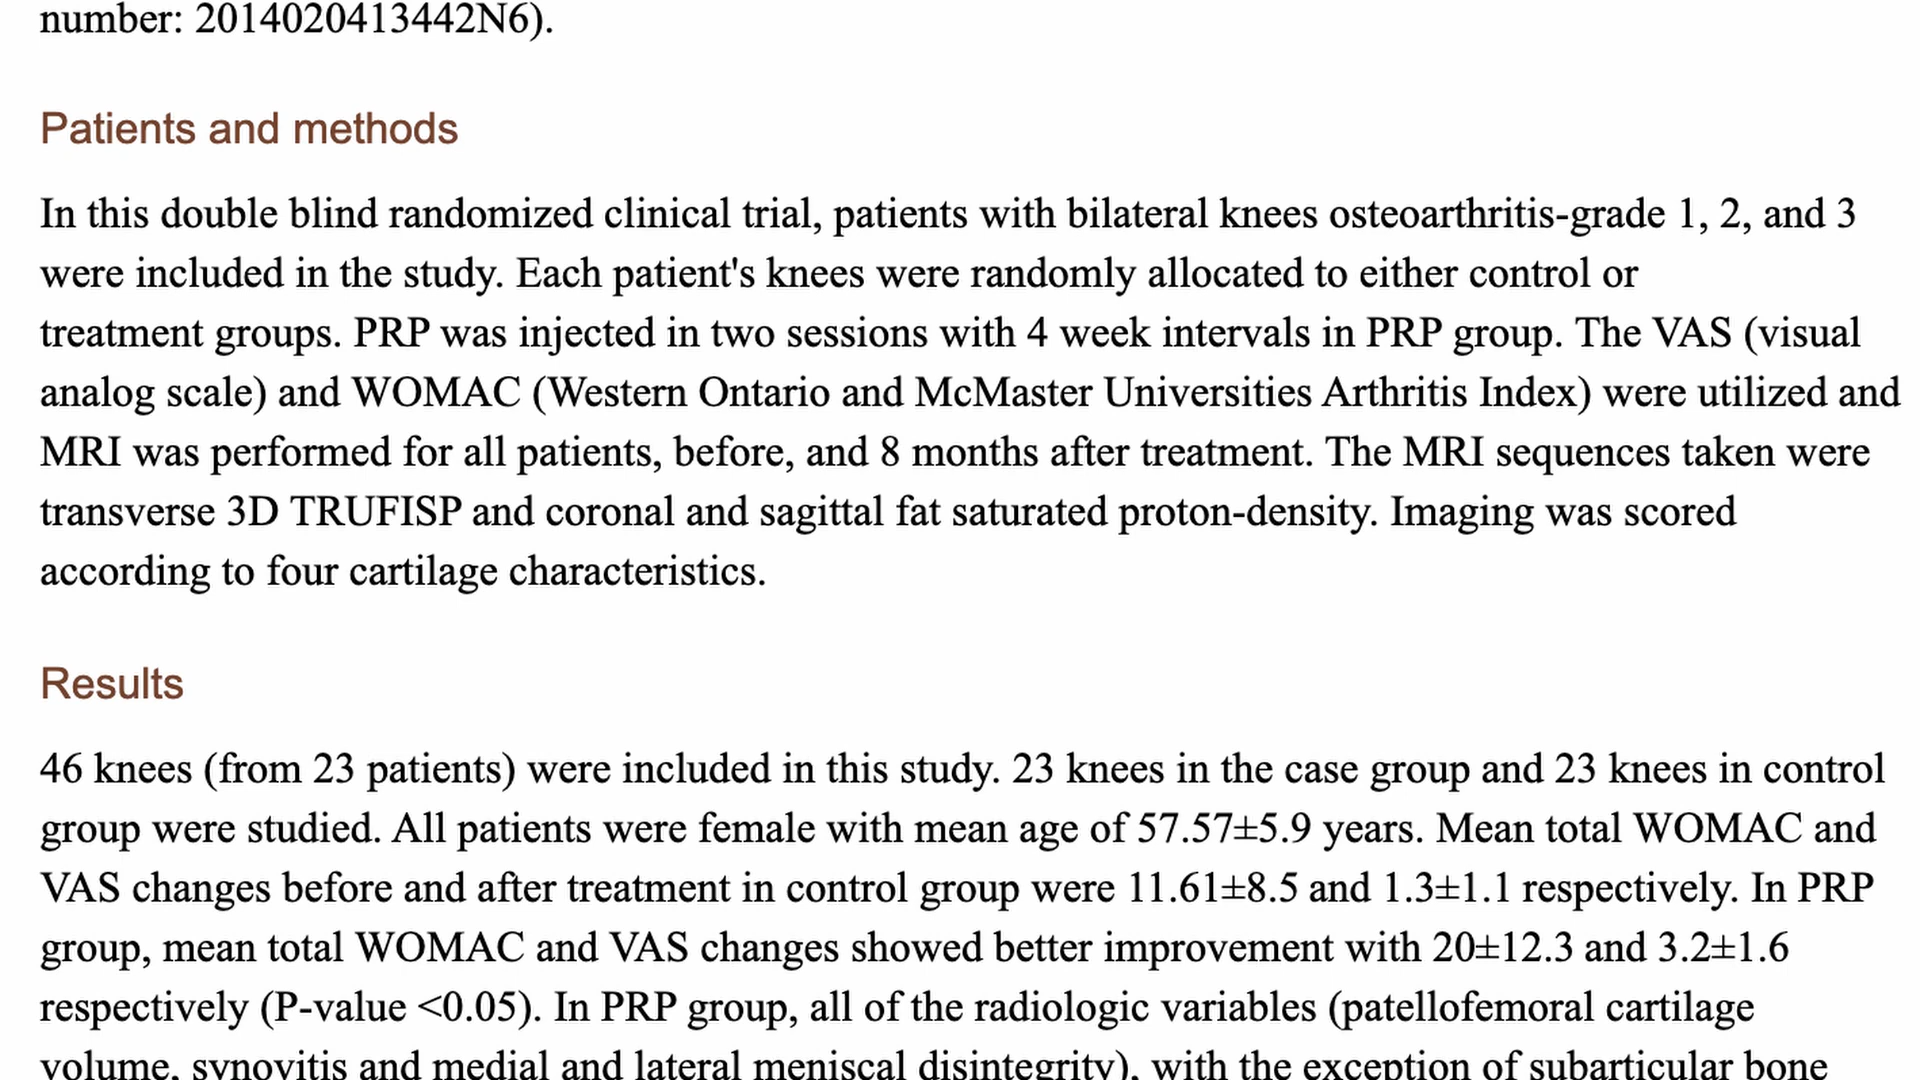 number: 2014020413442N6).
Patients and methods
In this double blind randomized clinical trial, patients with bilateral knees osteoarthritis-grade 1, 2, and 3
were included in the study. Each patient's knees were randomly allocated to either control or
treatment groups. PRP was injected in two sessions with 4 week intervals in PRP group. The VAS (visual
analog scale) and WOMAC (Western Ontario and McMaster Universities Arthritis Index) were utilized and
MRI was performed for all patients, before, and 8 months after treatment. The MRI sequences taken were
transverse 3D TRUFISP and coronal and sagittal fat saturated proton-density. Imaging was scored
according to four cartilage characteristics.
Results
46 knees (from 23 patients) were included in this study. 23 knees in the case group and 23 knees in control
group were studied. All patients were female with mean age of 57.57±5.9 years. Mean total WOMAC and
VAS changes before and after treatment in control group were 11.61±8.5 and 1.3±1.1 respectively. In PRP
group, mean total WOMAC and VAS changes showed better improvement with 20±12.3 and 3.2±1.6
respectively (P-value <0.05). In PRP group, all of the radiologic variables (patellofemoral cartilage
volume, synovitis and medial and lateral meniscal disintegrity), with the exception of subarticular bone